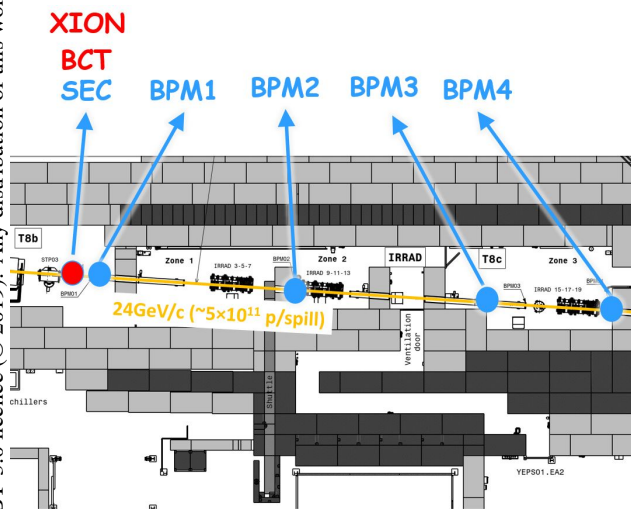 XION
BCT
SEC BPM1 BPM2 BPM3 BPM4
T8b
STP03
Zone 1
IRRAD 3-5-7
BPM02
Zone 2
IRRAD 9-11-13
IRRAD
T8c
Zone 3
BPM01
BPM03
IRRAD 15-17-19
24GeV/c (~5×10¹¹ p/spill)
Ventilation
door
Shuttle
chillers
YEPS01.EA2